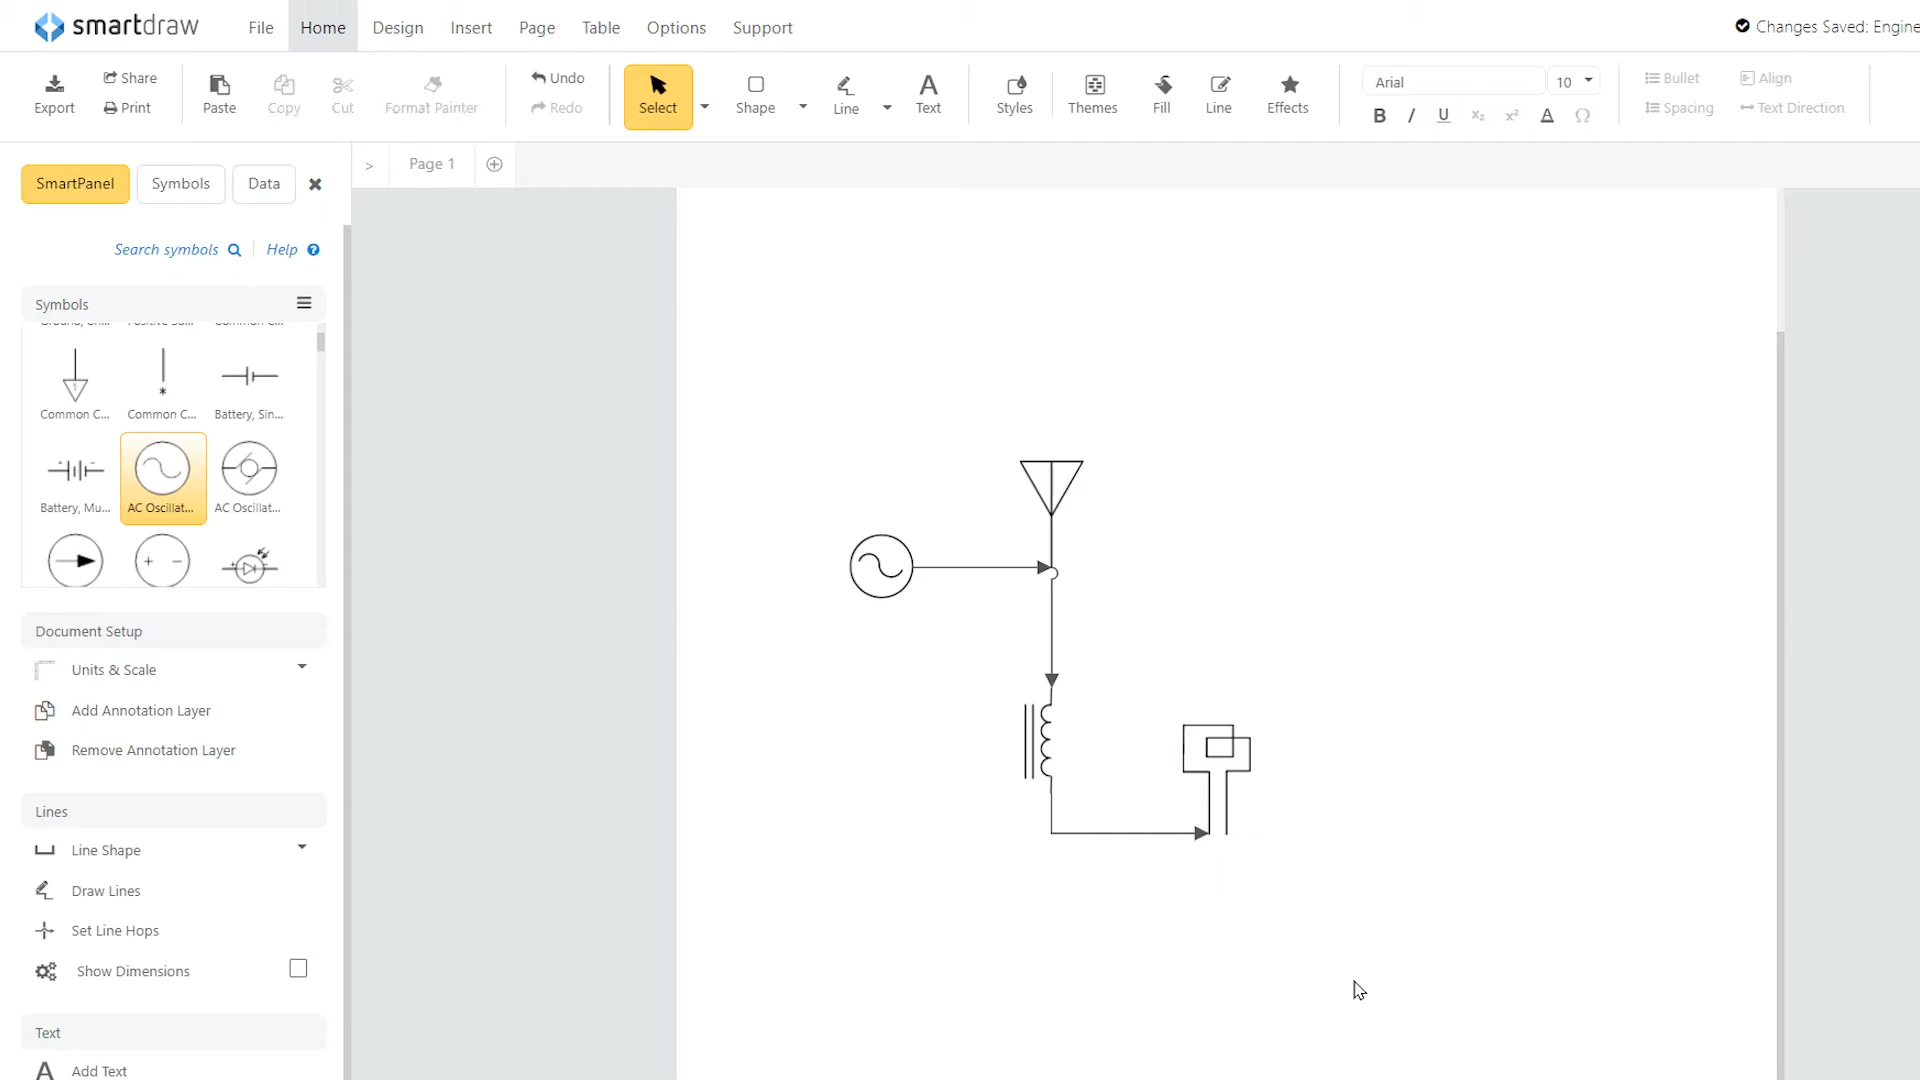 smartdraw
File Home Design Insert Page Table Options Support
Changes Saved: Engine
Export Share Print Paste Copy Cut Format Painter Undo Redo Select Shape Line Text Styles Themes Fill Line Effects
Arial 10
B I U x₂ x² A Ω
Bullet Align
Spacing Text Direction
SmartPanel Symbols Data
> Page 1
Search symbols Help
Symbols
1
Common C... Common C... Battery, Sin...
Battery, Mu... AC Oscillat... AC Oscillat...
Document Setup
Units & Scale
Add Annotation Layer
Remove Annotation Layer
Lines
Line Shape
Draw Lines
Set Line Hops
Show Dimensions
Text
A Add Text